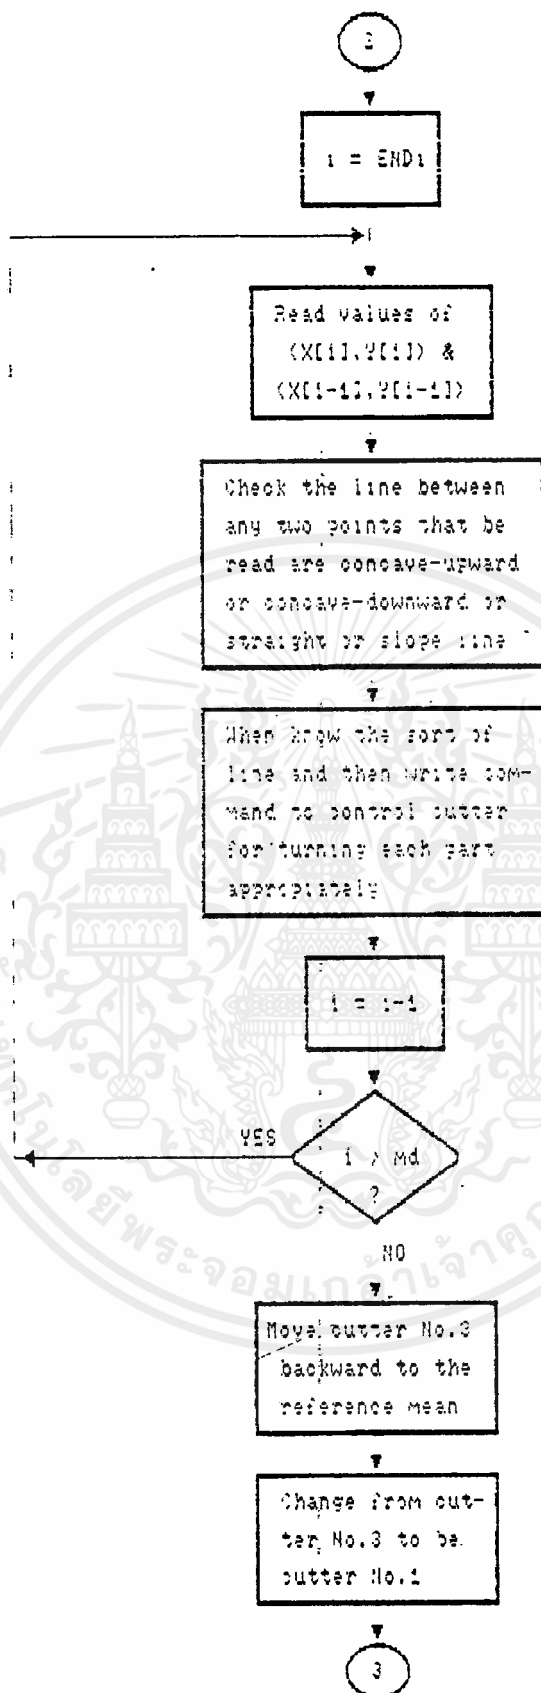 2
i = ENDi
Read values of
(X[i],Y[i]) &
(X[i-1],Y[i-1])
Check the line between
any two points that be
read are concave-upward
or concave-downward or
straight or slope line
When know the sort of
line and then write com-
mand to control cutter
for turning each part
appropiately
i = i-1
YES
i > Md
?
NO
Move cutter No.3
backward to the
reference mean
Change from cut-
ter No.3 to be
cutter No.1
3